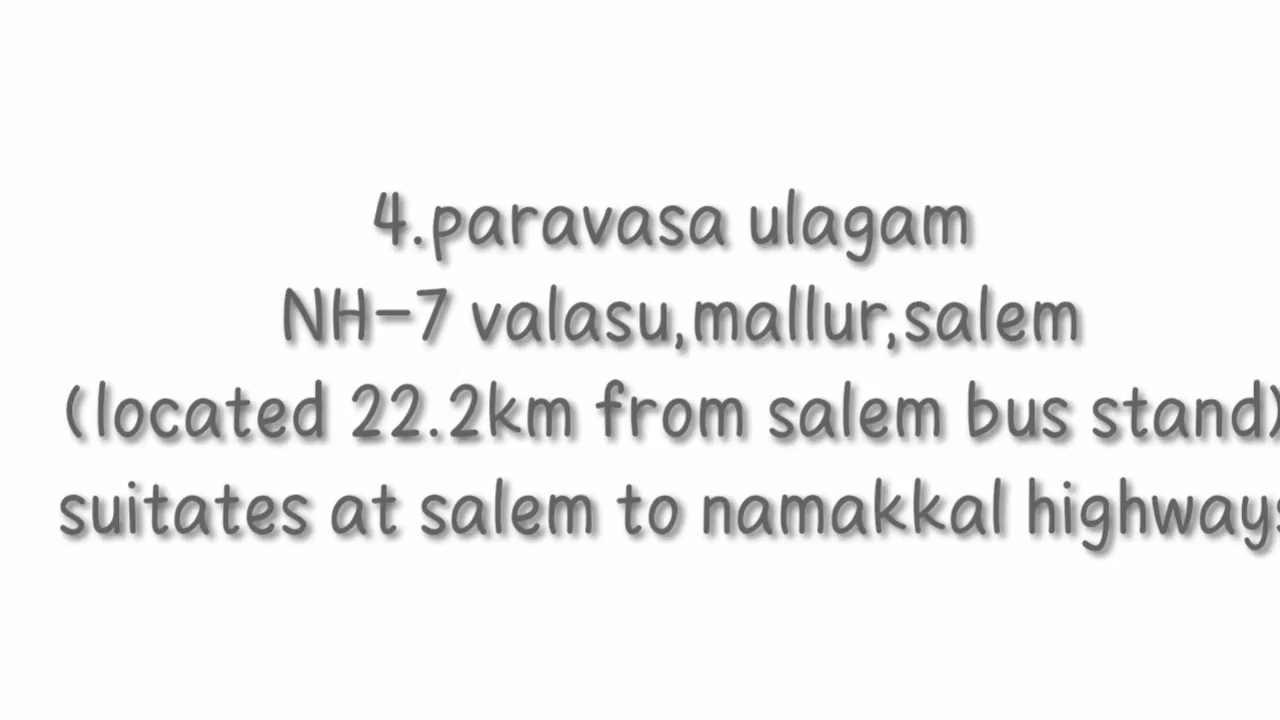 4.paravasa ulagam
NH-7 valasu,mallur,salem
(located 22.2km from salem bus stand)
suitates at salem to namakkal highways